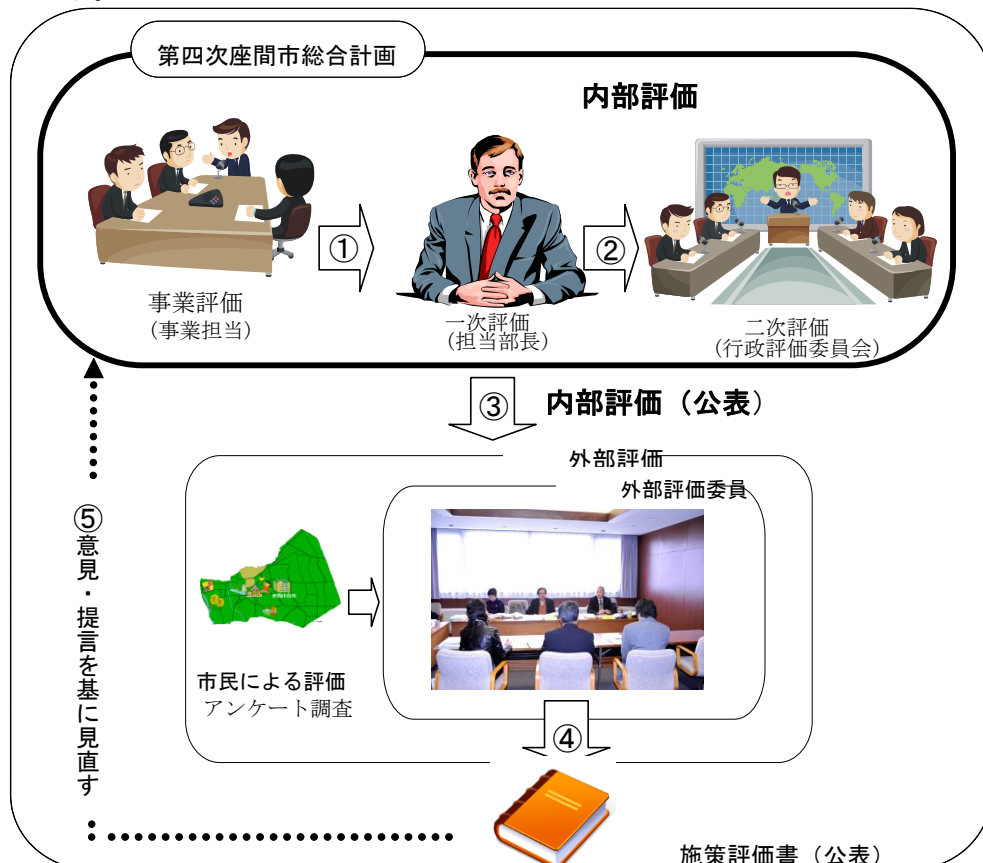 第四次座間市総合計画
内部評価
①
②
事業評価
(事業担当)
一次評価
(担当部長)
二次評価
(行政評価委員会)
③
内部評価（公表）
外部評価
外部評価委員
市民による評価
アンケート調査
④
⑤意見・提言を基に見直す
施策評価書（公表）